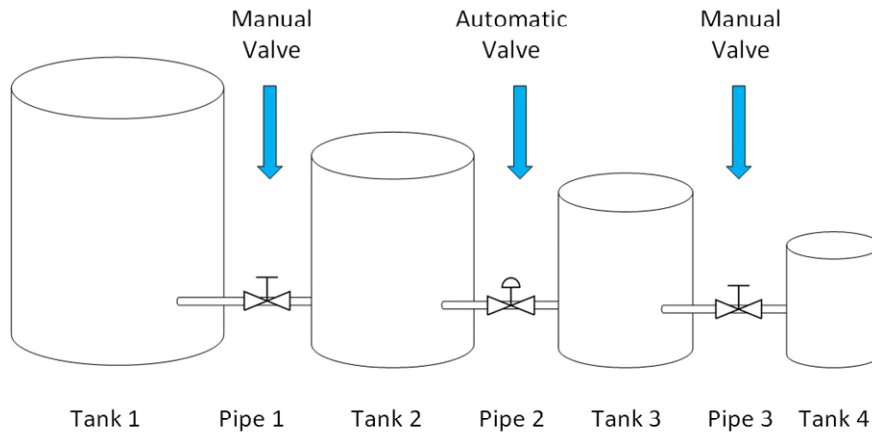 Manual
Valve
Automatic
Valve
Manual
Valve
Tank 1
Pipe 1
Tank 2
Pipe 2
Tank 3
Pipe 3
Tank 4